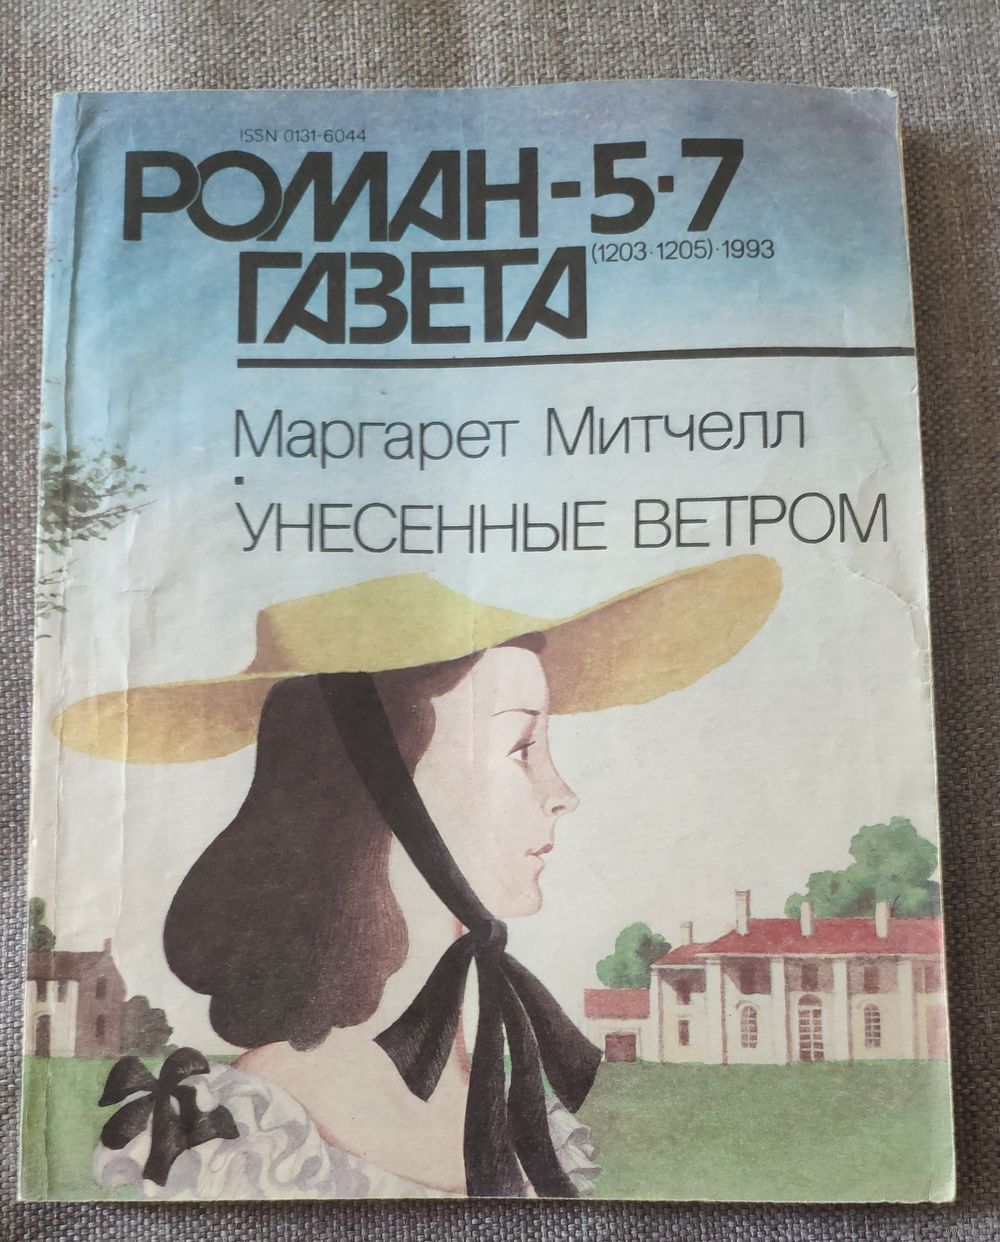 ISSN 0131-6044
РОМАН-5·7
ГАЗЕТА (1203·1205)·1993
Маргарет Митчелл
УНЕСЕННЫЕ ВЕТРОМ